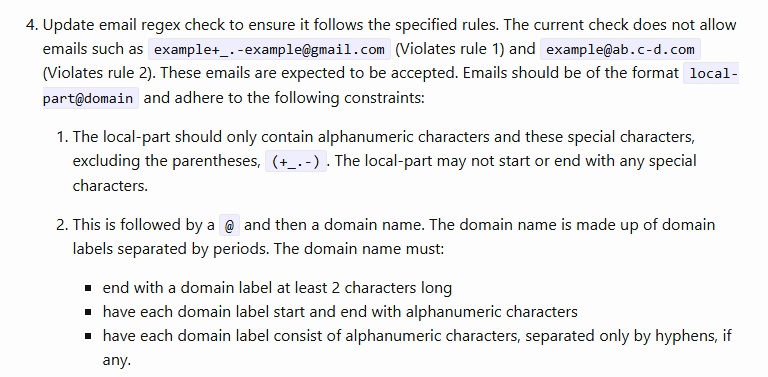 4. Update email regex check to ensure it follows the specified rules. The current check does not allow
emails such as example+_.-example@gmail.com (Violates rule 1) and example@ab.c-d.com
(Violates rule 2). These emails are expected to be accepted. Emails should be of the format local-
part@domain and adhere to the following constraints:
1. The local-part should only contain alphanumeric characters and these special characters,
excluding the parentheses, (+_.-) . The local-part may not start or end with any special
characters.
2. This is followed by a @ and then a domain name. The domain name is made up of domain
labels separated by periods. The domain name must:
▪ end with a domain label at least 2 characters long
▪ have each domain label start and end with alphanumeric characters
▪ have each domain label consist of alphanumeric characters, separated only by hyphens, if
any.